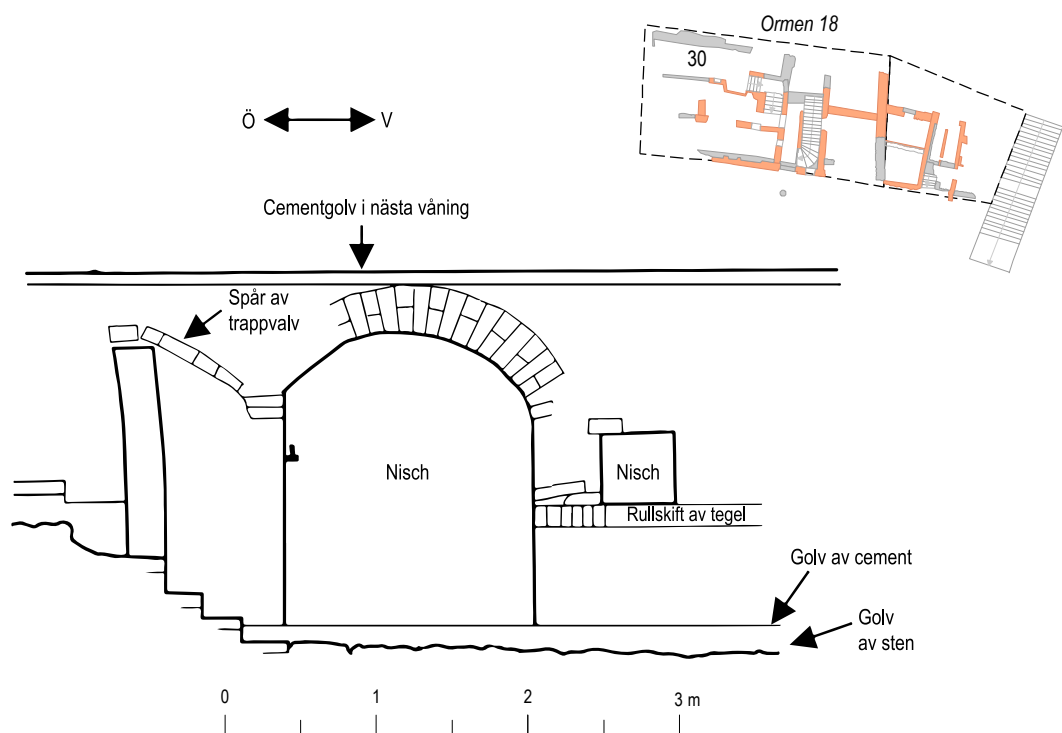 Ormen 18
30
Ö V
Cementgolv i nästa våning
Spår av
trappvalv
Nisch
Nisch
Rullskift av tegel
Golv av cement
Golv
av sten
0 1 2 3 m